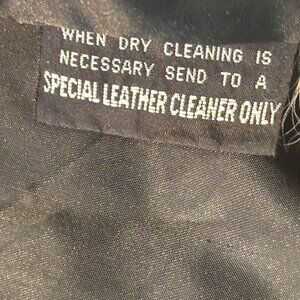 WHEN DRY CLEANING IS
NECESSARY SEND TO A
SPECIAL LEATHER CLEANER ONLY